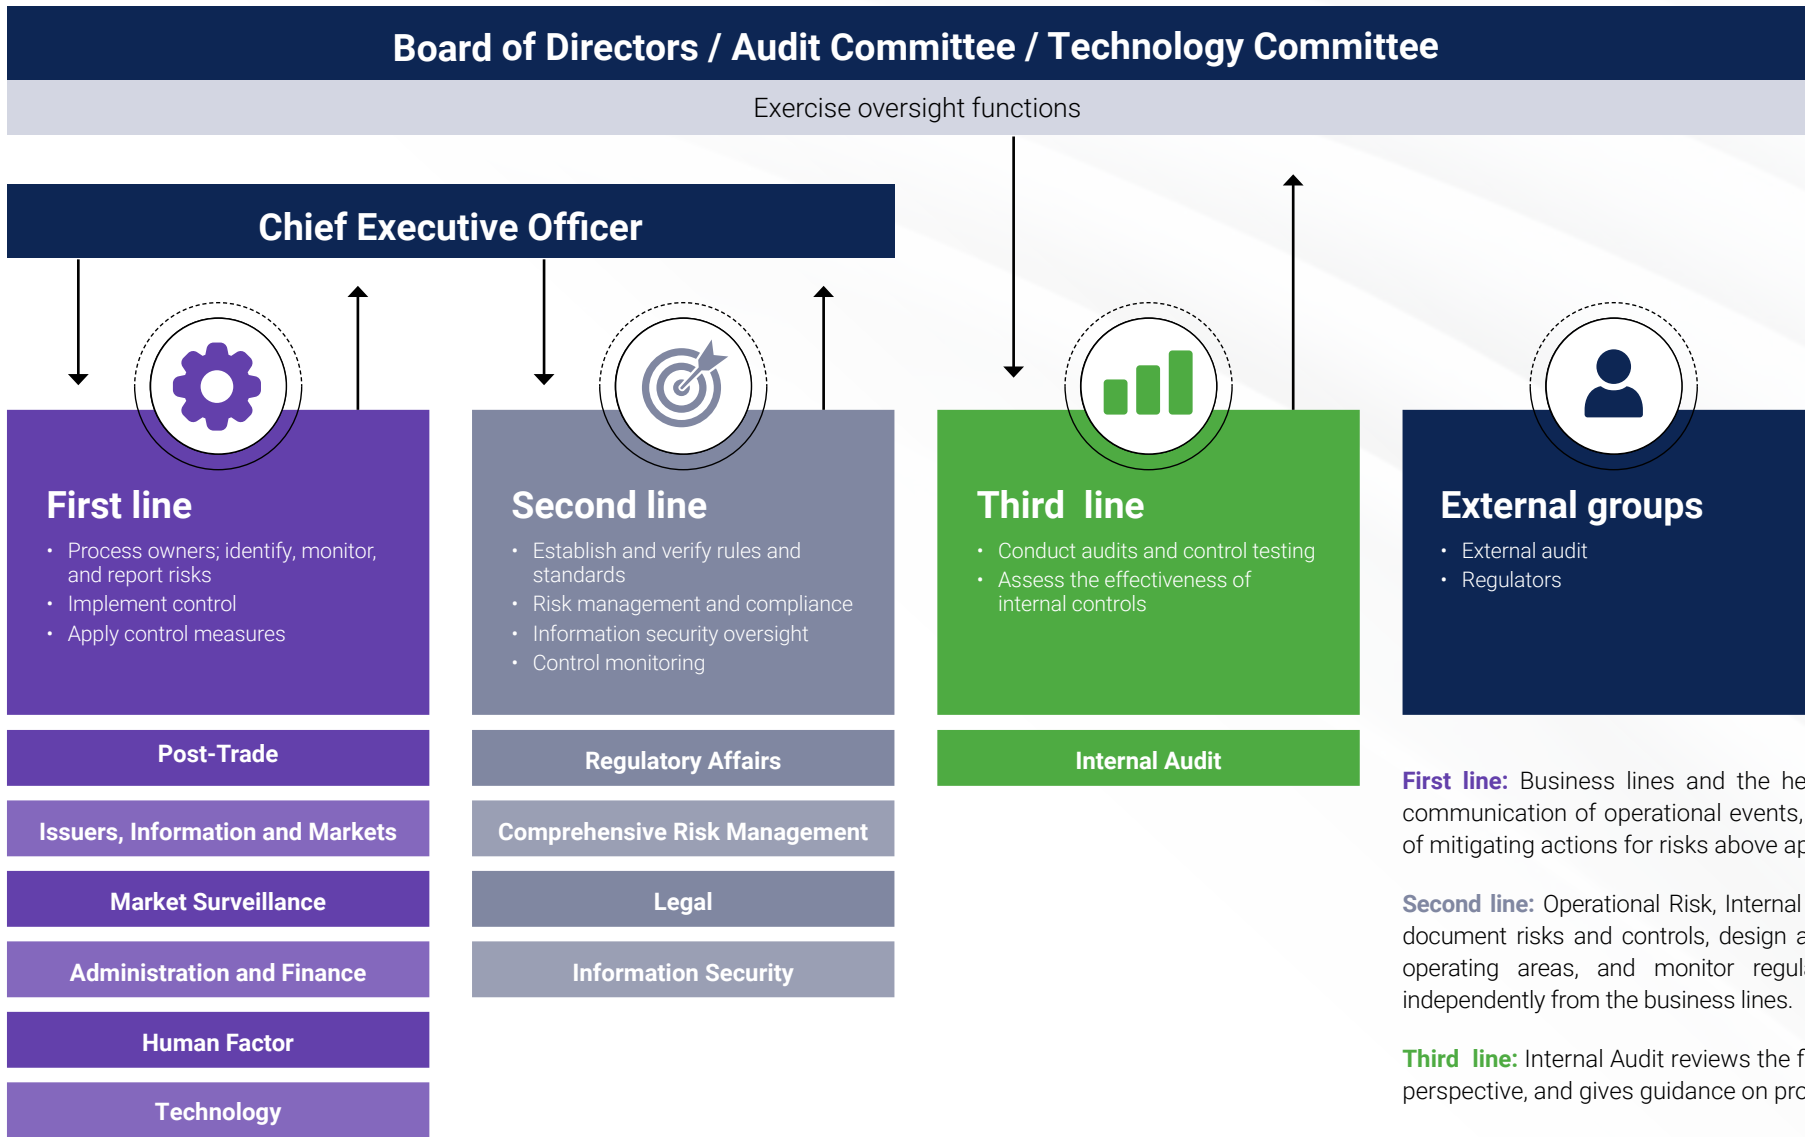 Board of Directors / Audit Committee / Technology Committee
Exercise oversight functions
Chief Executive Officer
First line
• Process owners; identify, monitor,
and report risks
• Implement control
• Apply control measures
Post-Trade
Issuers, Information and Markets
Market Surveillance
Administration and Finance
Human Factor
Technology
Second line
• Establish and verify rules and
standards
• Risk management and compliance
• Information security oversight
• Control monitoring
Regulatory Affairs
Comprehensive Risk Management
Legal
Information Security
Third line
• Conduct audits and control testing
• Assess the effectiveness of
internal controls
Internal Audit
External groups
• External audit
• Regulators
First line: Business lines and the
communication of operational events,
of mitigating actions for risks above
Second line: Operational Risk, Internal
document risks and controls, design
operating areas, and monitor
independently from the business lines.
Third line: Internal Audit reviews the
perspective, and gives guidance on